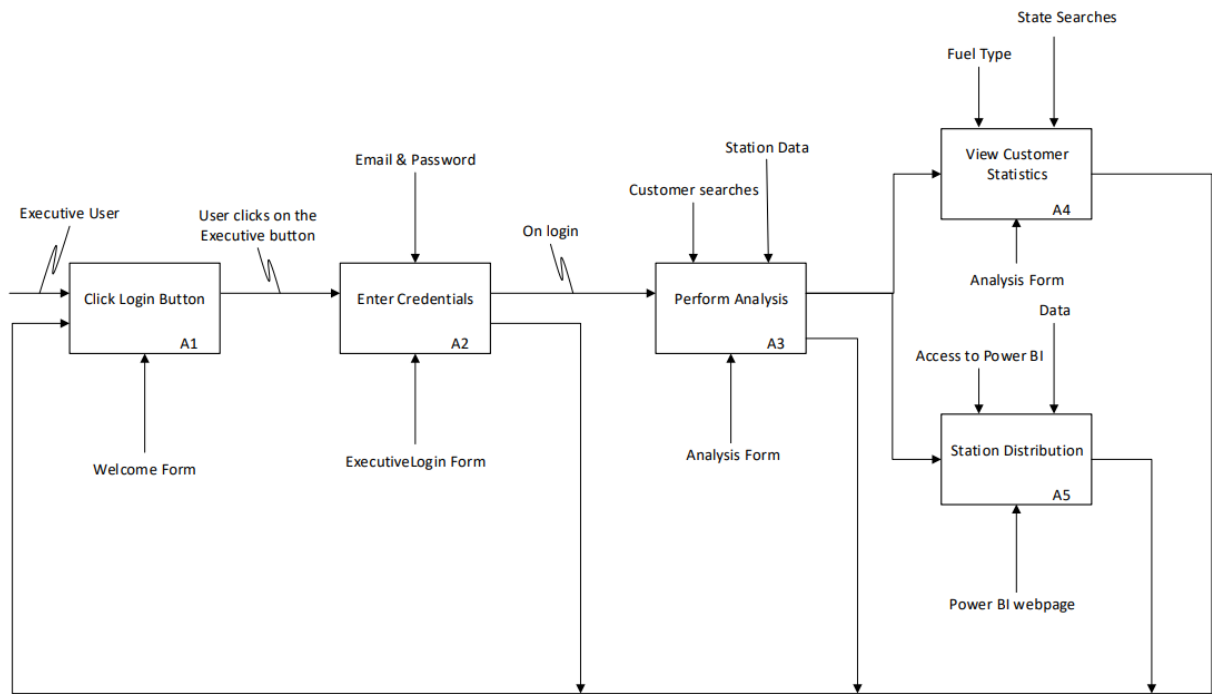 State Searches
Fuel Type
View Customer
Statistics
A4
Analysis Form
Station Data
Email & Password
Customer searches
Executive User
User clicks on the
Executive button
On login
Click Login Button
A1
Enter Credentials
A2
Perform Analysis
A3
Data
Access to Power BI
Station Distribution
A5
Welcome Form
ExecutiveLogin Form
Analysis Form
Power BI webpage